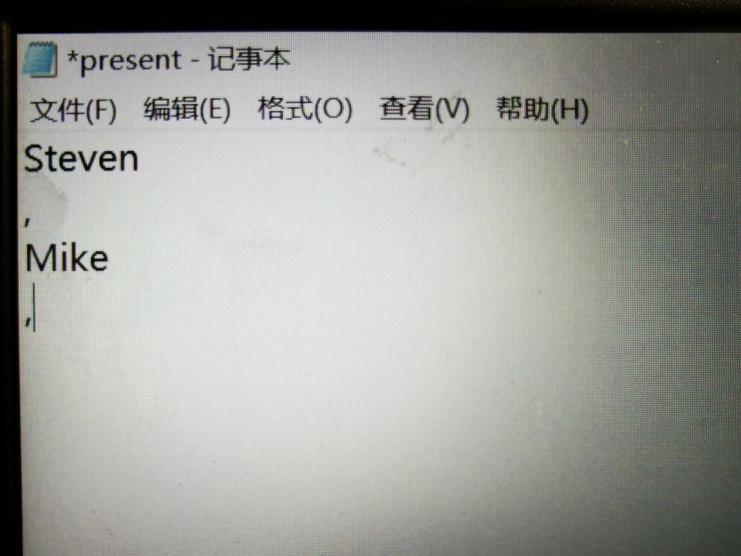 *present - 记事本
文件(F) 编辑(E) 格式(O) 查看(V) 帮助(H)
Steven
,
Mike
,